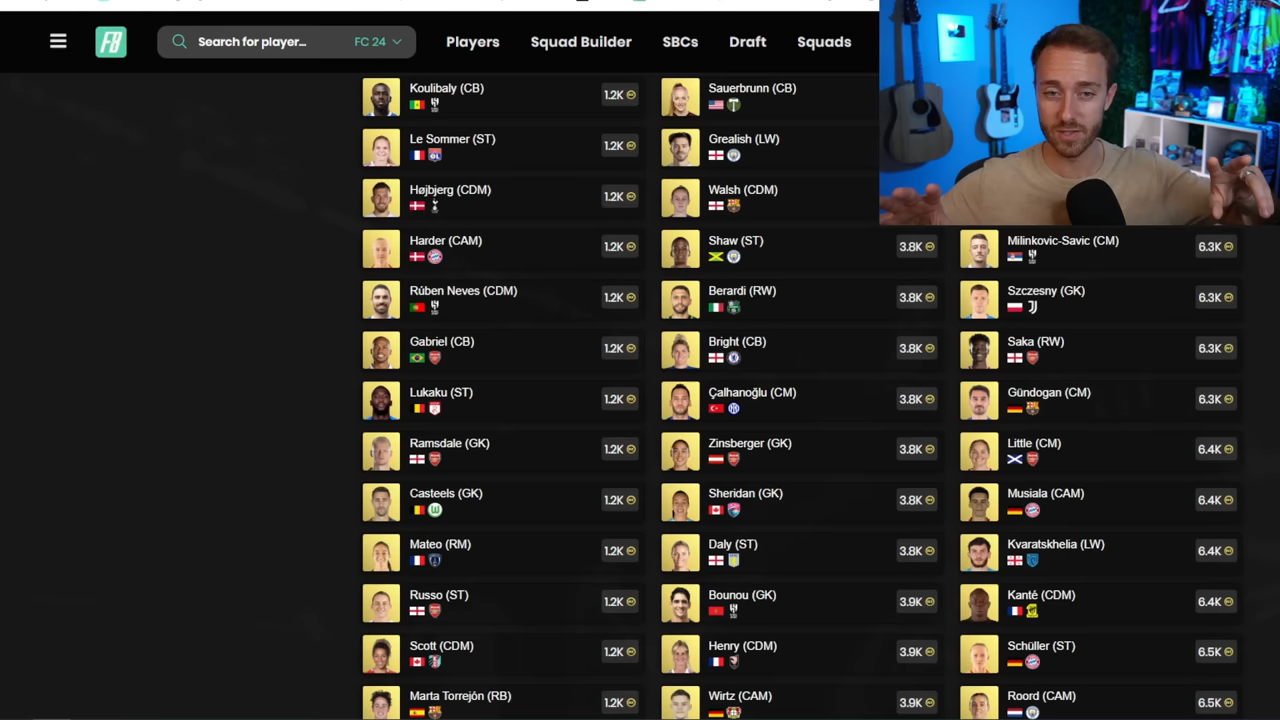 FB
Search for player...
FC 24
Players
Squad Builder
SBCs
Draft
Squads
Koulibaly (CB)
1.2K
Le Sommer (ST)
1.2K
Højbjerg (CDM)
1.2K
Harder (CAM)
1.2K
Rúben Neves (CDM)
1.2K
Gabriel (CB)
1.2K
Lukaku (ST)
1.2K
Ramsdale (GK)
1.2K
Casteels (GK)
1.2K
Mateo (RM)
1.2K
Russo (ST)
1.2K
Scott (CDM)
1.2K
Marta Torrejón (RB)
1.2K
Sauerbrunn (CB)
Grealish (LW)
Walsh (CDM)
Shaw (ST)
3.8K
Berardi (RW)
3.8K
Bright (CB)
3.8K
Çalhanoğlu (CM)
3.8K
Zinsberger (GK)
3.8K
Sheridan (GK)
3.8K
Daly (ST)
3.8K
Bounou (GK)
3.9K
Henry (CDM)
3.9K
Wirtz (CAM)
3.9K
Milinkovic-Savic (CM)
6.3K
Szczesny (GK)
6.3K
Saka (RW)
6.3K
Gündogan (CM)
6.3K
Little (CM)
6.4K
Musiala (CAM)
6.4K
Kvaratskhelia (LW)
6.4K
Kanté (CDM)
6.4K
Schüller (ST)
6.5K
Roord (CAM)
6.5K